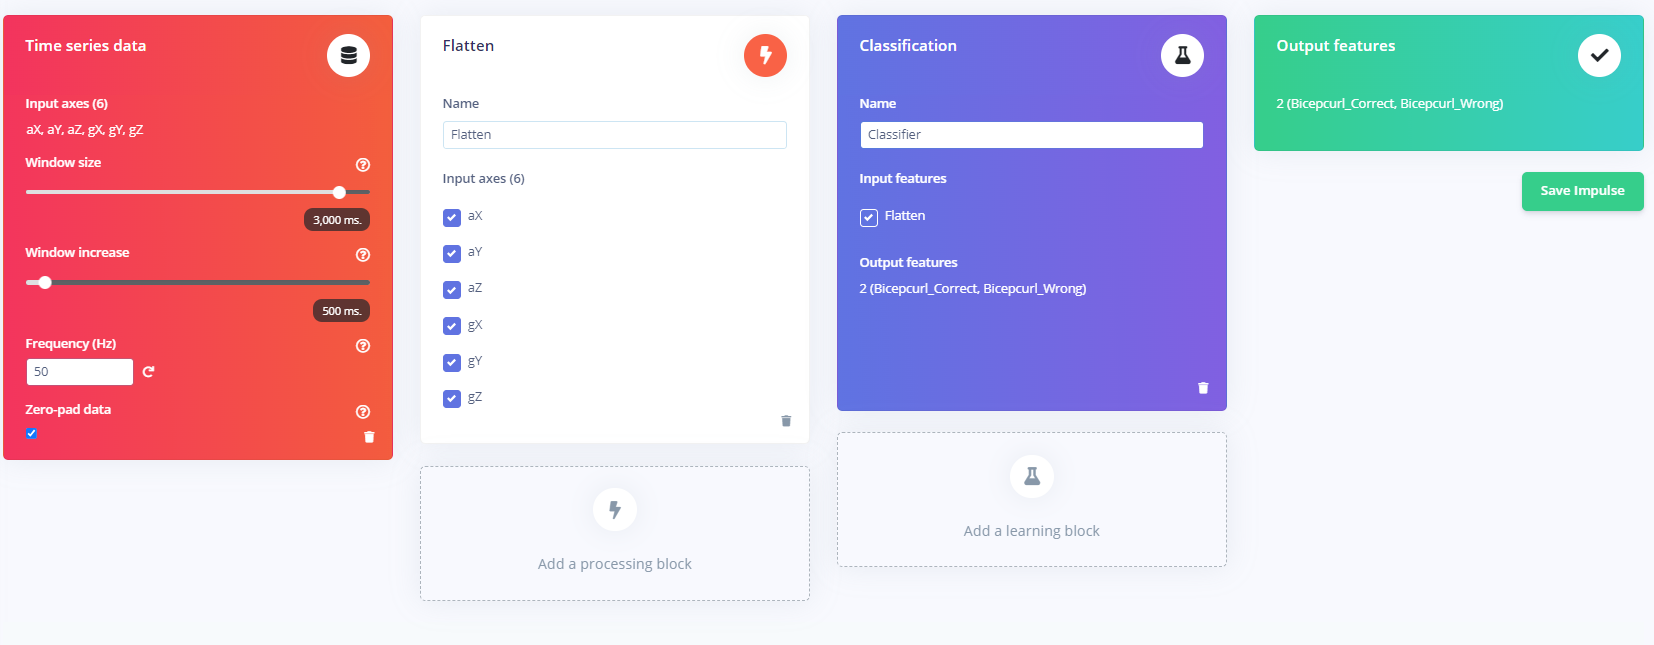 Time series data
Input axes (6)
aX, aY, aZ, gX, gY, gZ
Window size
3,000 ms.
Window increase
500 ms.
Frequency (Hz)
50
Zero-pad data
Flatten
Name
Flatten
Input axes (6)
aX
aY
aZ
gX
gY
gZ
Add a processing block
Classification
Name
Classifier
Input features
Flatten
Output features
2 (Bicepcurl_Correct, Bicepcurl_Wrong)
Add a learning block
Output features
2 (Bicepcurl_Correct, Bicepcurl_Wrong)
Save Impulse